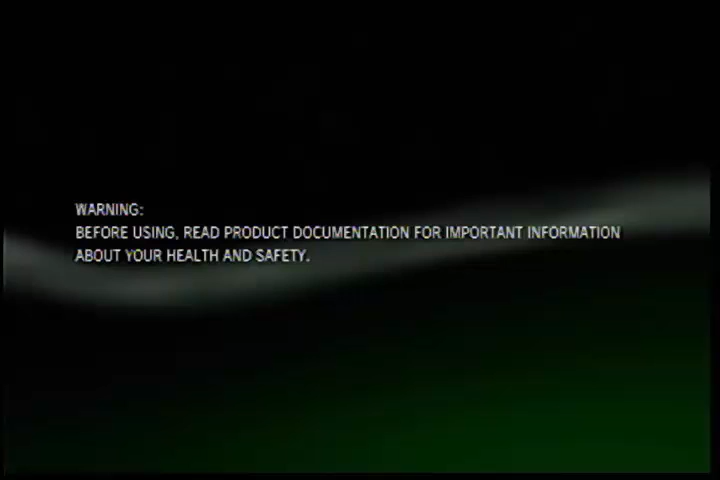 WARNING:
BEFORE USING, READ PRODUCT DOCUMENTATION FOR IMPORTANT INFORMATION
ABOUT YOUR HEALTH AND SAFETY.